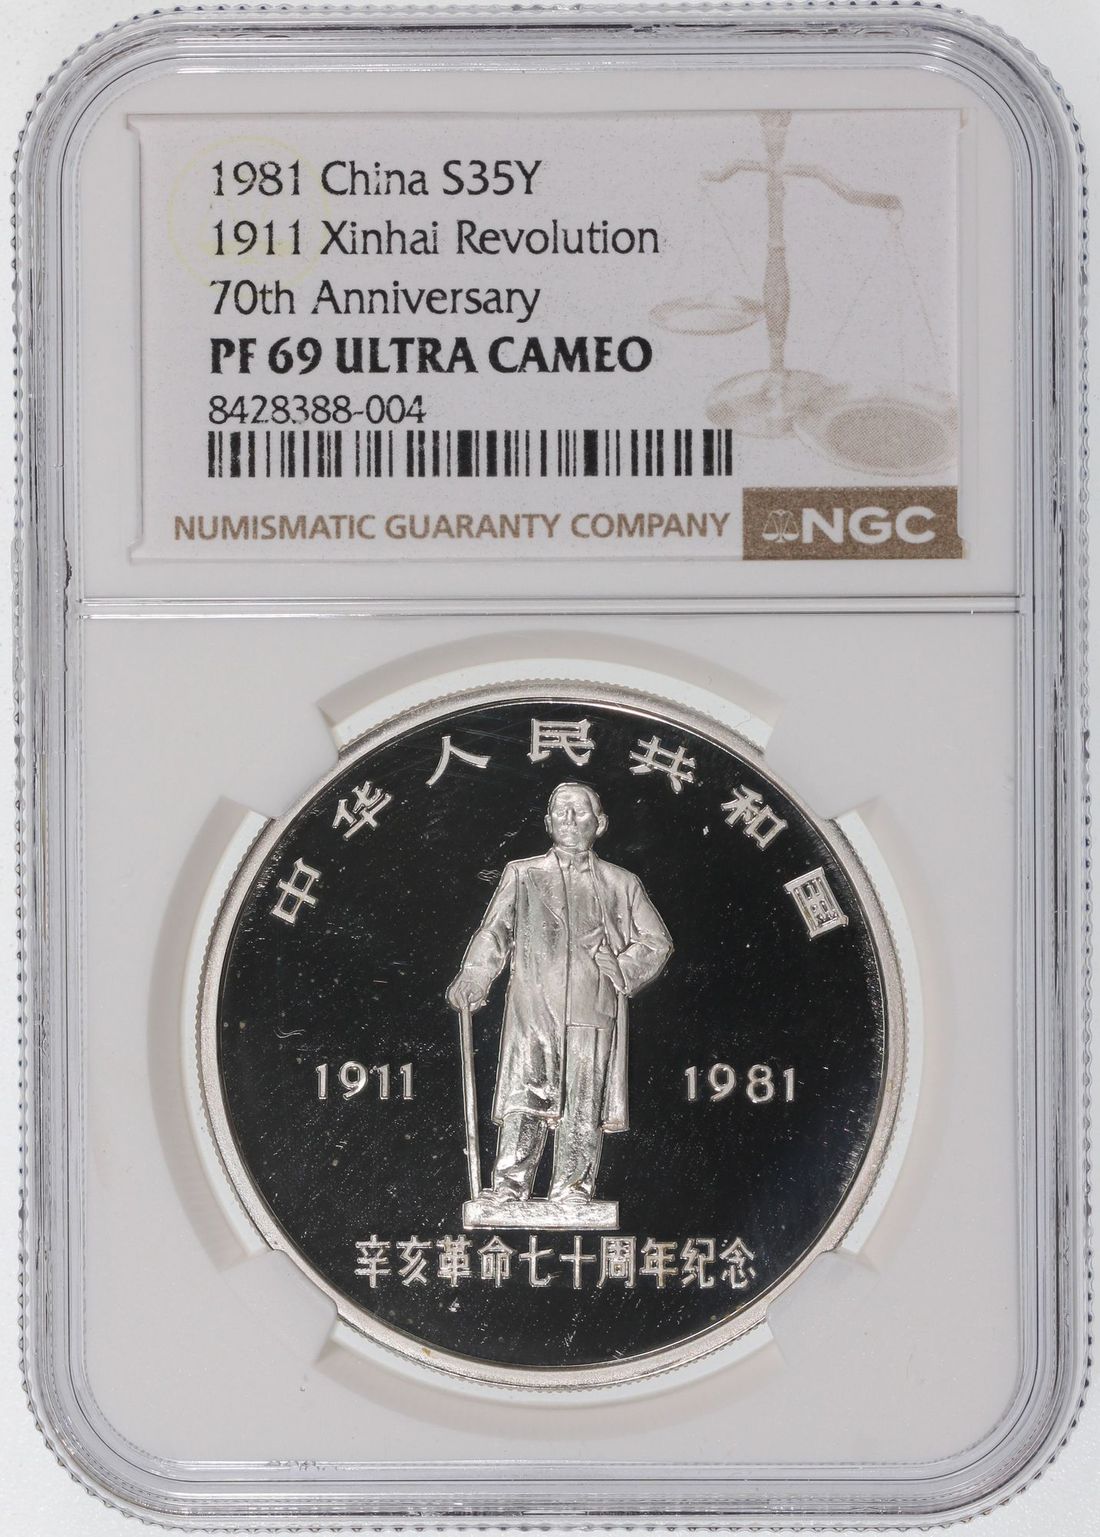 1981 China S35Y
1911 Xinhai Revolution
70th Anniversary
PF 69 ULTRA CAMEO
8428388-004
NUMISMATIC GUARANTY COMPANY
NGC
中华人民共和国
1911
1981
辛亥革命七十周年纪念